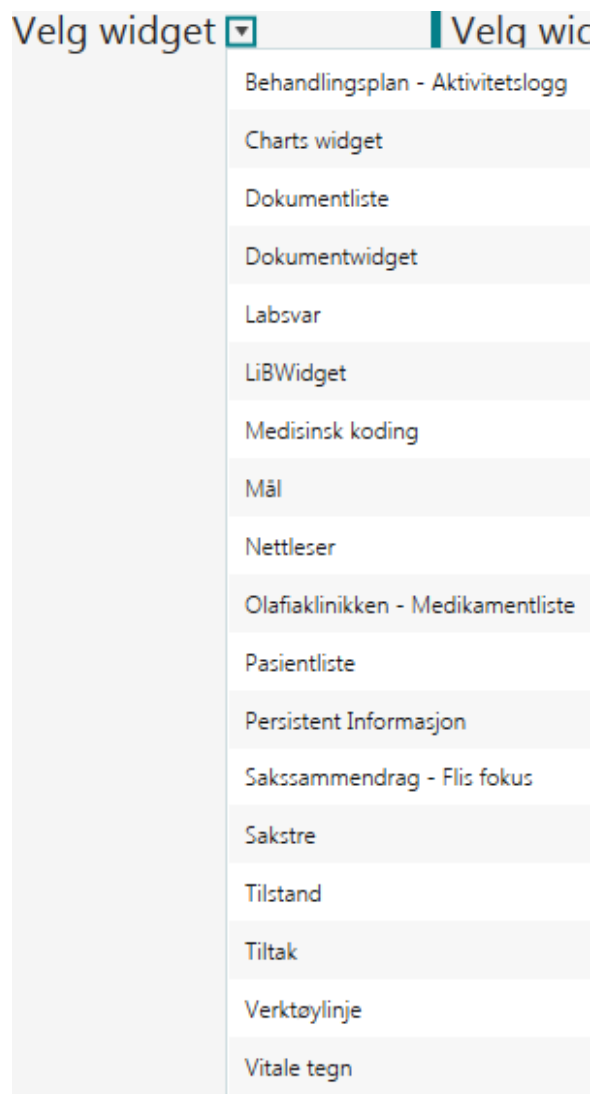 Velg widget
Velg wid
Behandlingsplan - Aktivitetslogg
Charts widget
Dokumentliste
Dokumentwidget
Labsvar
LiBWidget
Medisinsk koding
Mål
Nettleser
Olafiaklinikken - Medikamentliste
Pasientliste
Persistent Informasjon
Sakssammendrag - Flis fokus
Sakstre
Tilstand
Tiltak
Verktøylinje
Vitale tegn